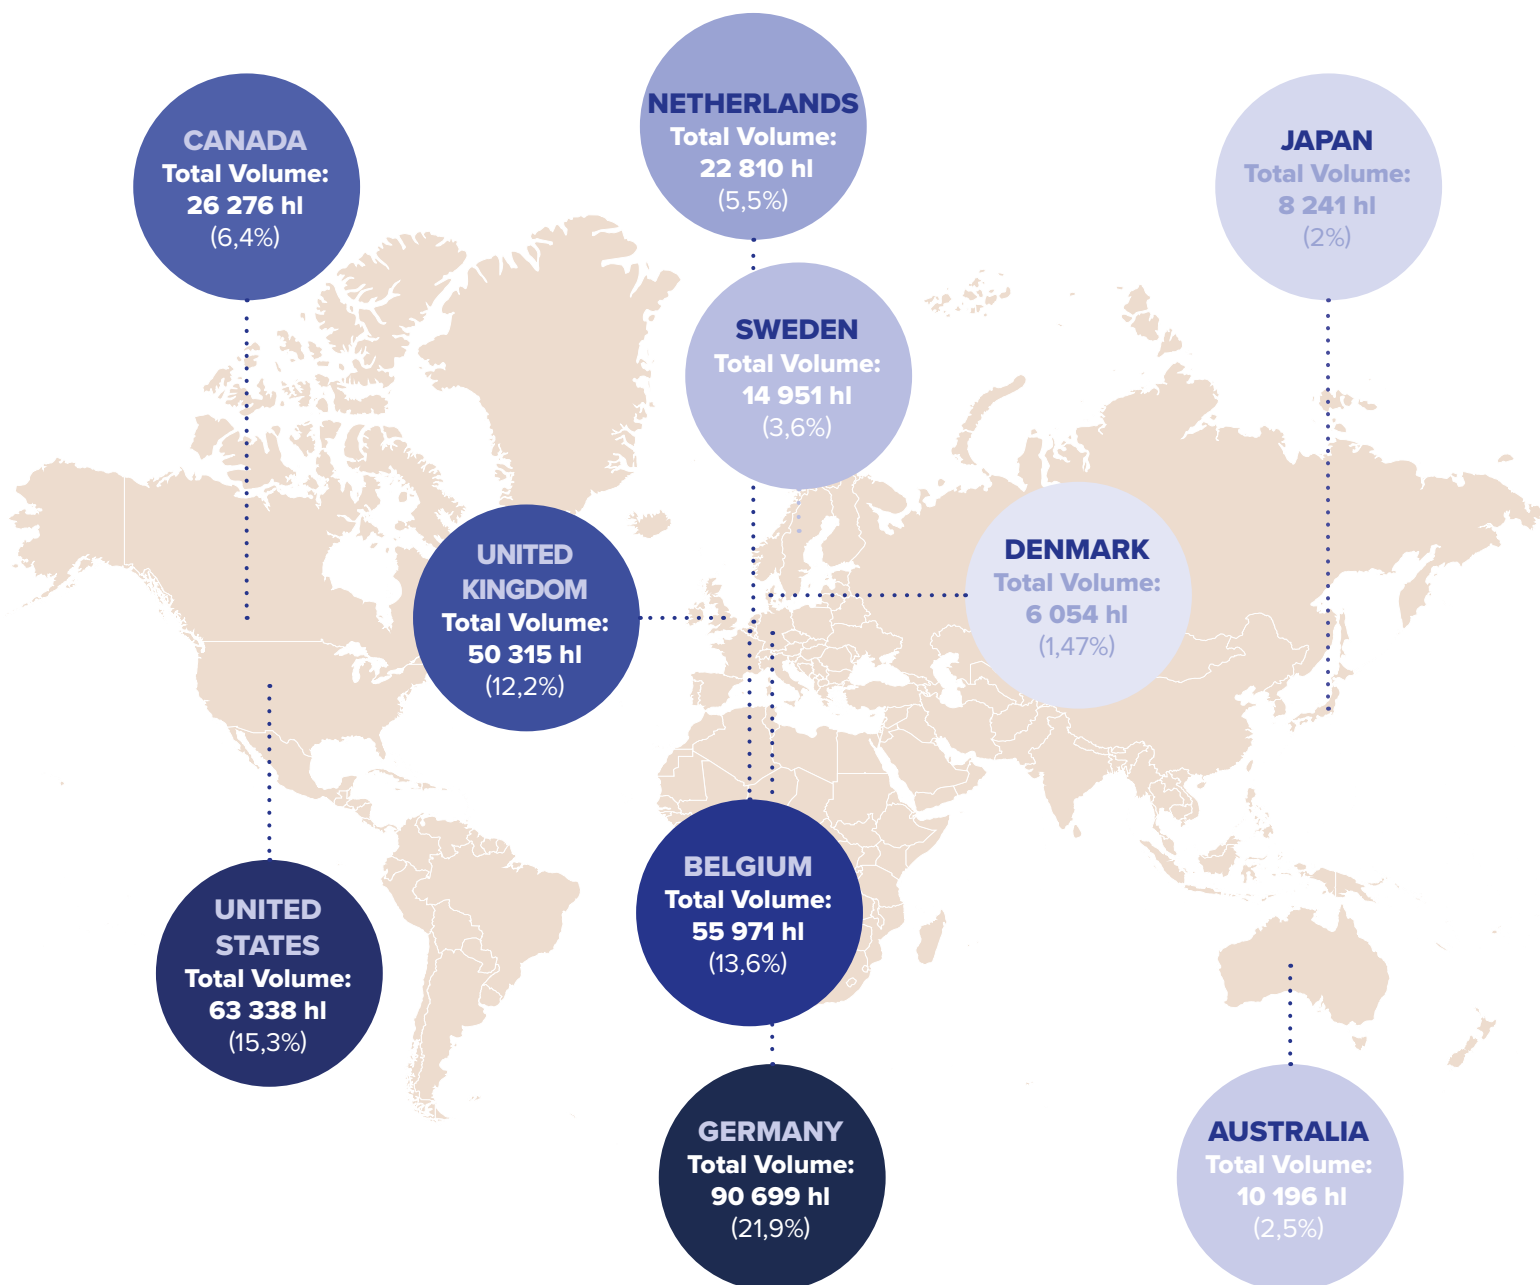 NETHERLANDS
Total Volume:
22 810 hl
(5,5%)
CANADA
Total Volume:
26 276 hl
(6,4%)
JAPAN
Total Volume:
8 241 hl
(2%)
SWEDEN
Total Volume:
14 951 hl
(3,6%)
UNITED
KINGDOM
Total Volume:
50 315 hl
(12,2%)
DENMARK
Total Volume:
6 054 hl
(1,47%)
BELGIUM
Total Volume:
55 971 hl
(13,6%)
UNITED
STATES
Total Volume:
63 338 hl
(15,3%)
GERMANY
Total Volume:
90 699 hl
(21,9%)
AUSTRALIA
Total Volume:
10 196 hl
(2,5%)